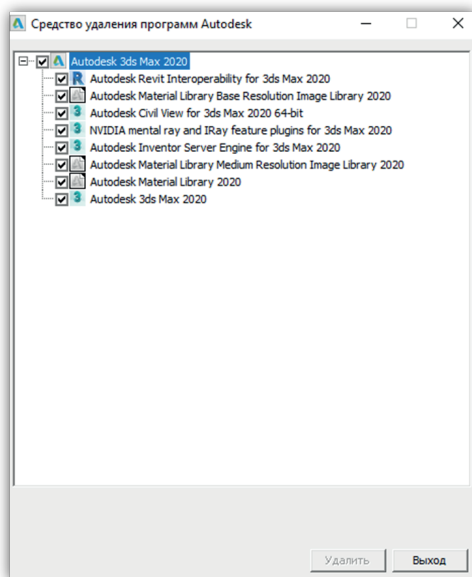 Средство удаления программ Autodesk
Autodesk 3ds Max 2020
Autodesk Revit Interoperability for 3ds Max 2020
Autodesk Material Library Base Resolution Image Library 2020
Autodesk Civil View for 3ds Max 2020 64-bit
NVIDIA mental ray and IRay feature plugins for 3ds Max 2020
Autodesk Inventor Server Engine for 3ds Max 2020
Autodesk Material Library Medium Resolution Image Library 2020
Autodesk Material Library 2020
Autodesk 3ds Max 2020
Удалить Выход